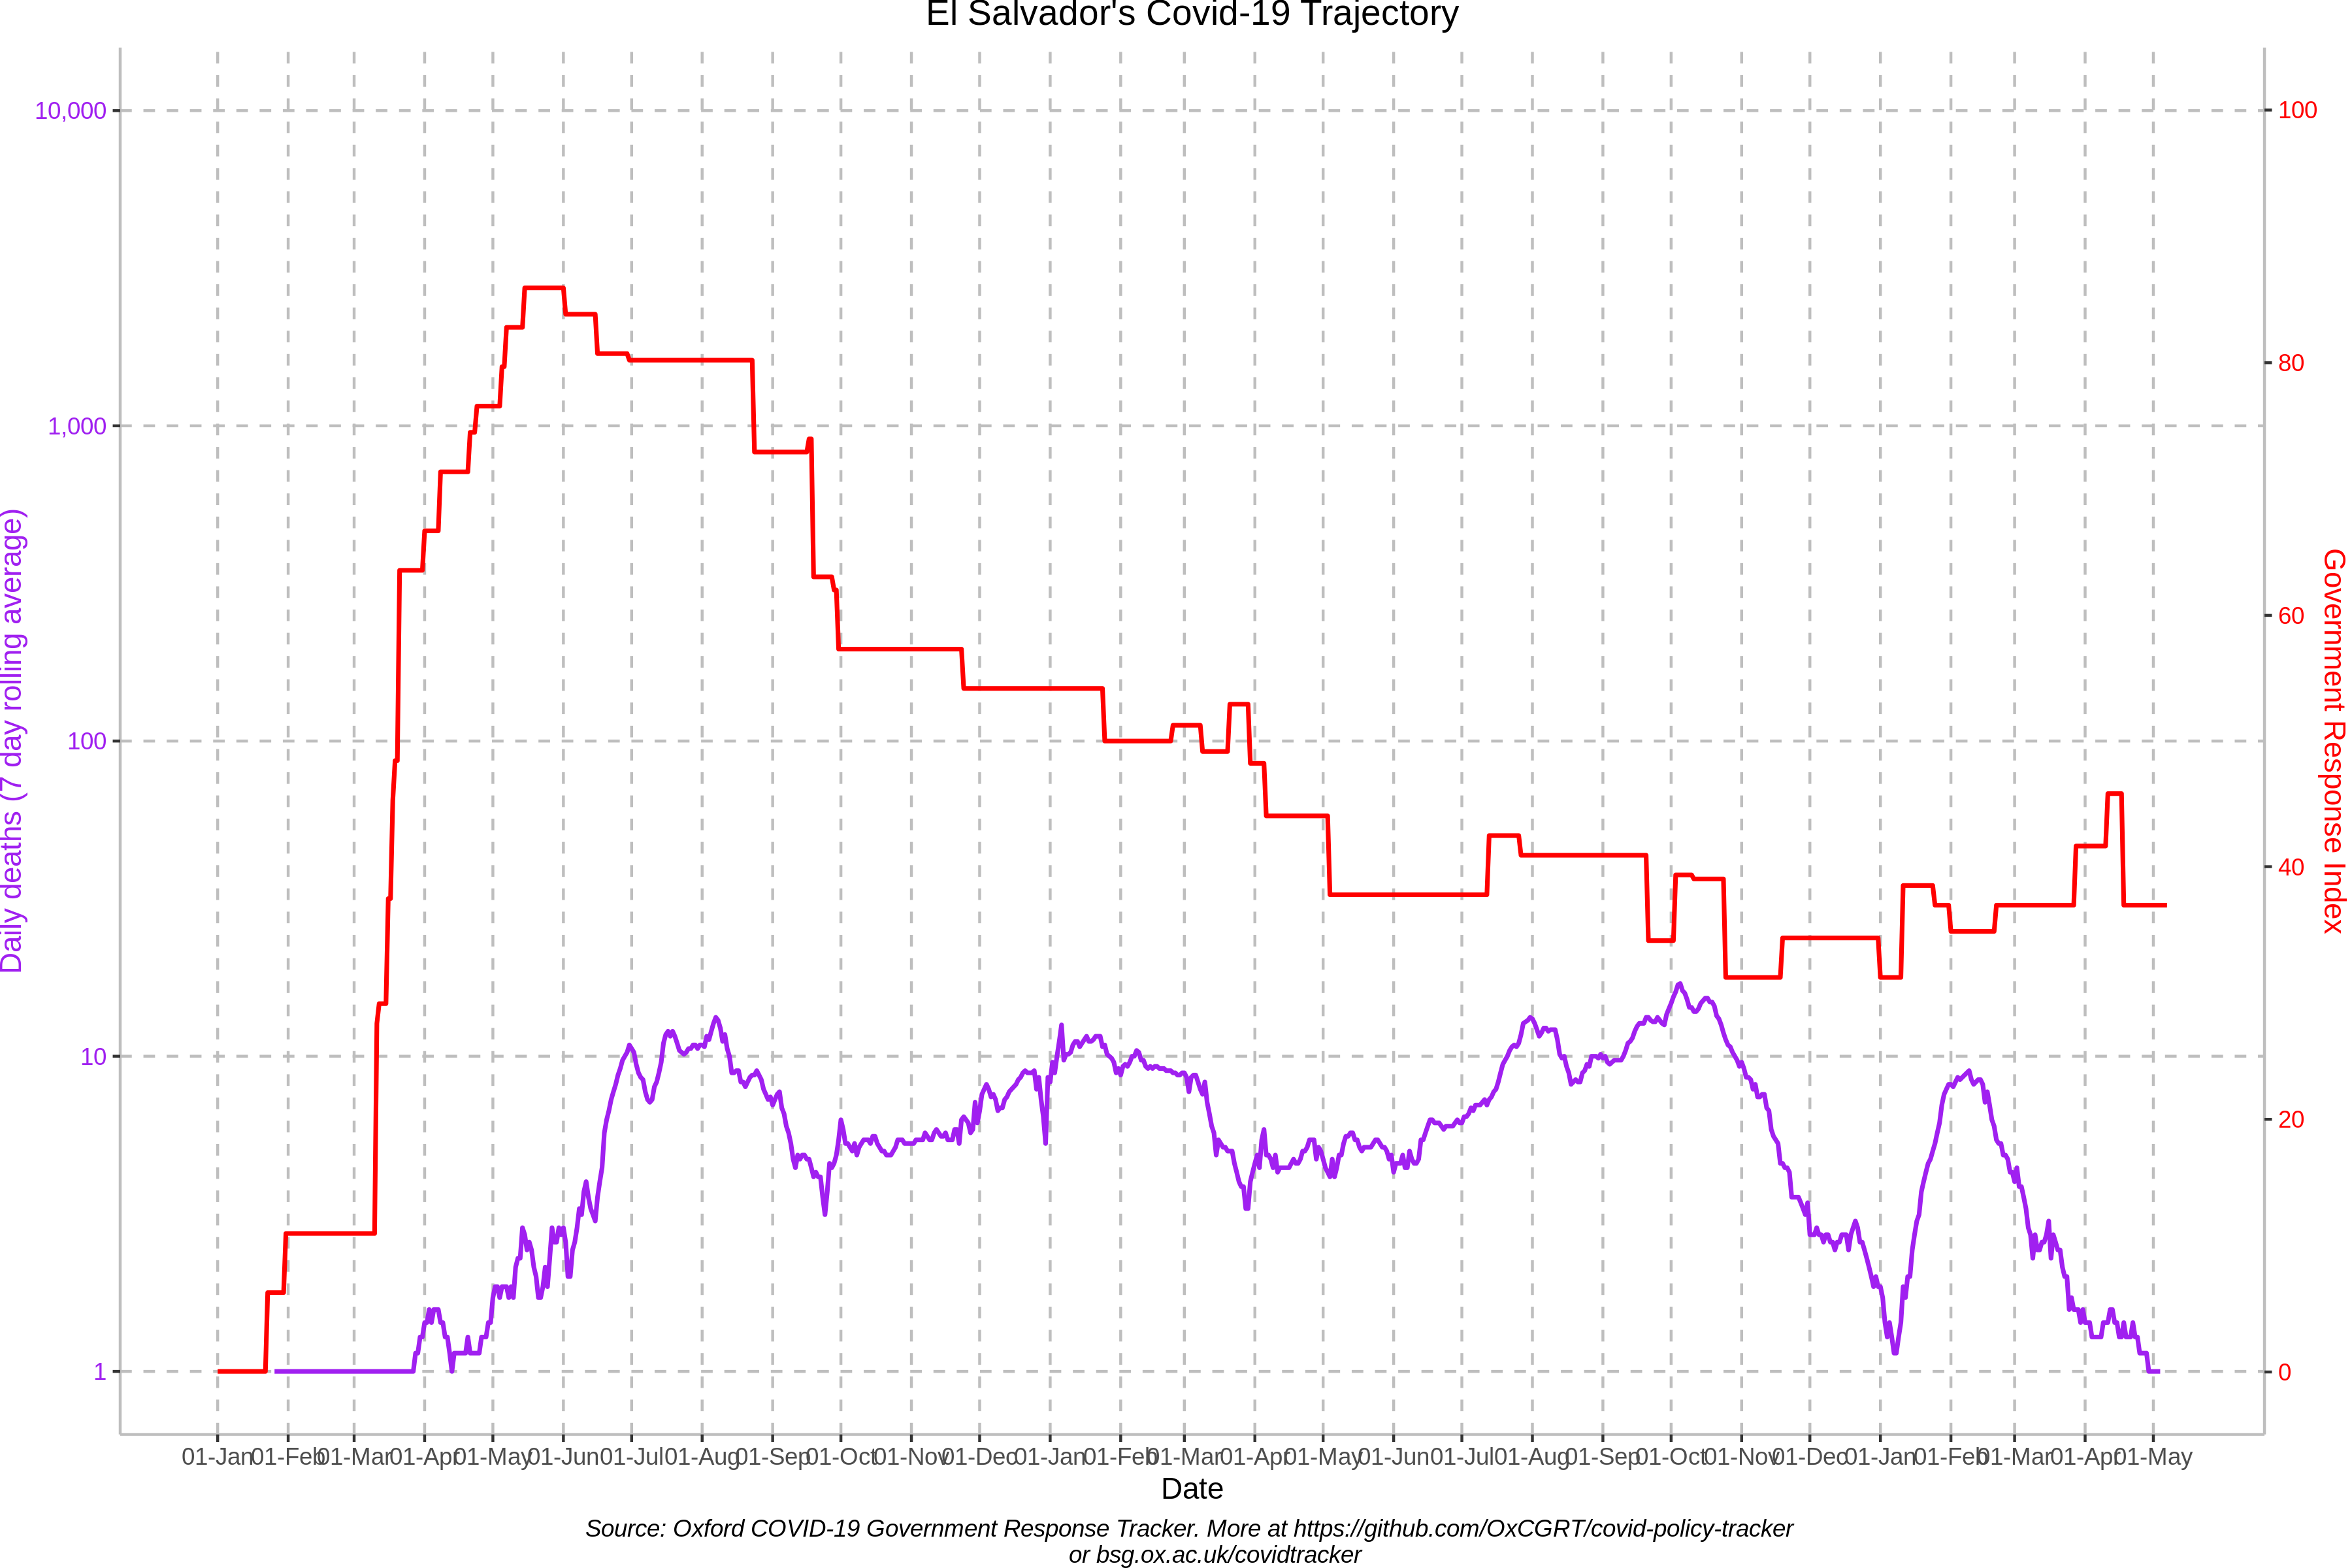 El Salvador's Covid-19 Trajectory
10,000
1,000
100
10
1
Daily deaths (7 day rolling average)
100
80
60
40
20
0
Government Response Index
01-Jan 01-Feb 01-Mar 01-Apr 01-May 01-Jun 01-Jul 01-Aug 01-Sep 01-Oct 01-Nov 01-Dec 01-Jan 01-Feb 01-Mar 01-Apr 01-May 01-Jun 01-Jul 01-Aug 01-Sep 01-Oct 01-Nov 01-Dec 01-Jan 01-Feb 01-Mar 01-Apr 01-May
Date
Source: Oxford COVID-19 Government Response Tracker. More at https://github.com/OxCGRT/covid-policy-tracker
or bsg.ox.ac.uk/covidtracker